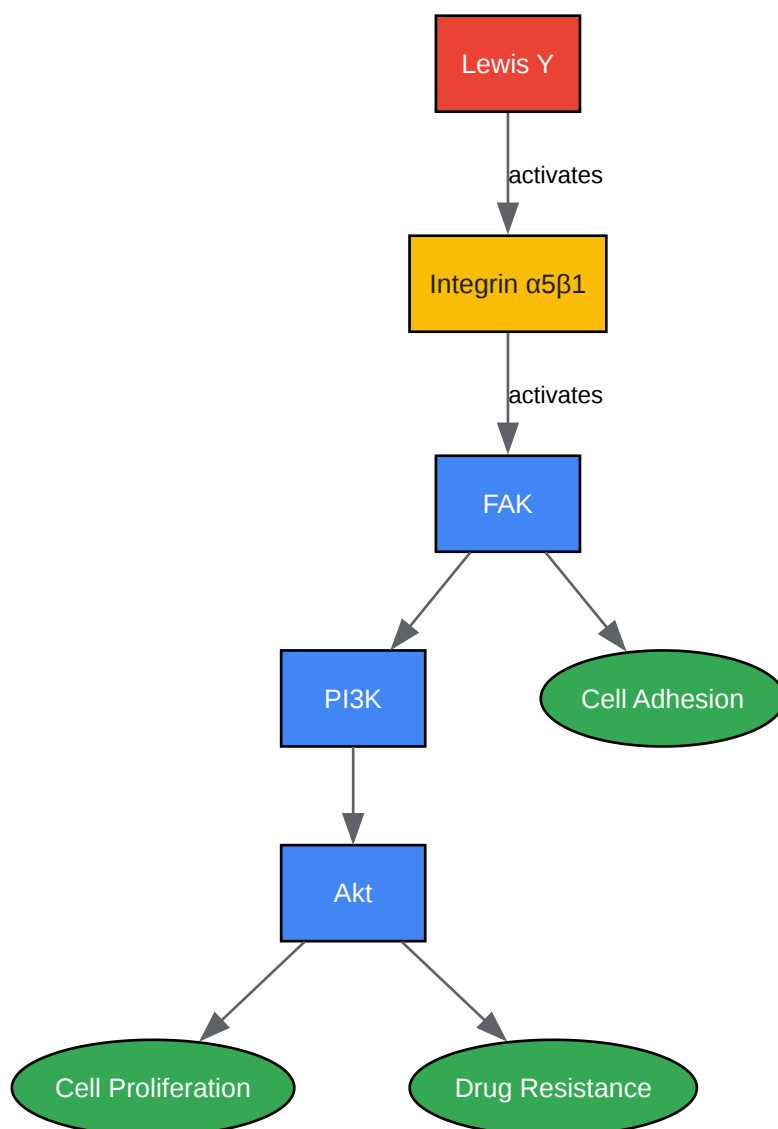 Lewis Y
activates
Integrin α5β1
activates
FAK
PI3K
Cell Adhesion
Akt
Cell Proliferation
Drug Resistance